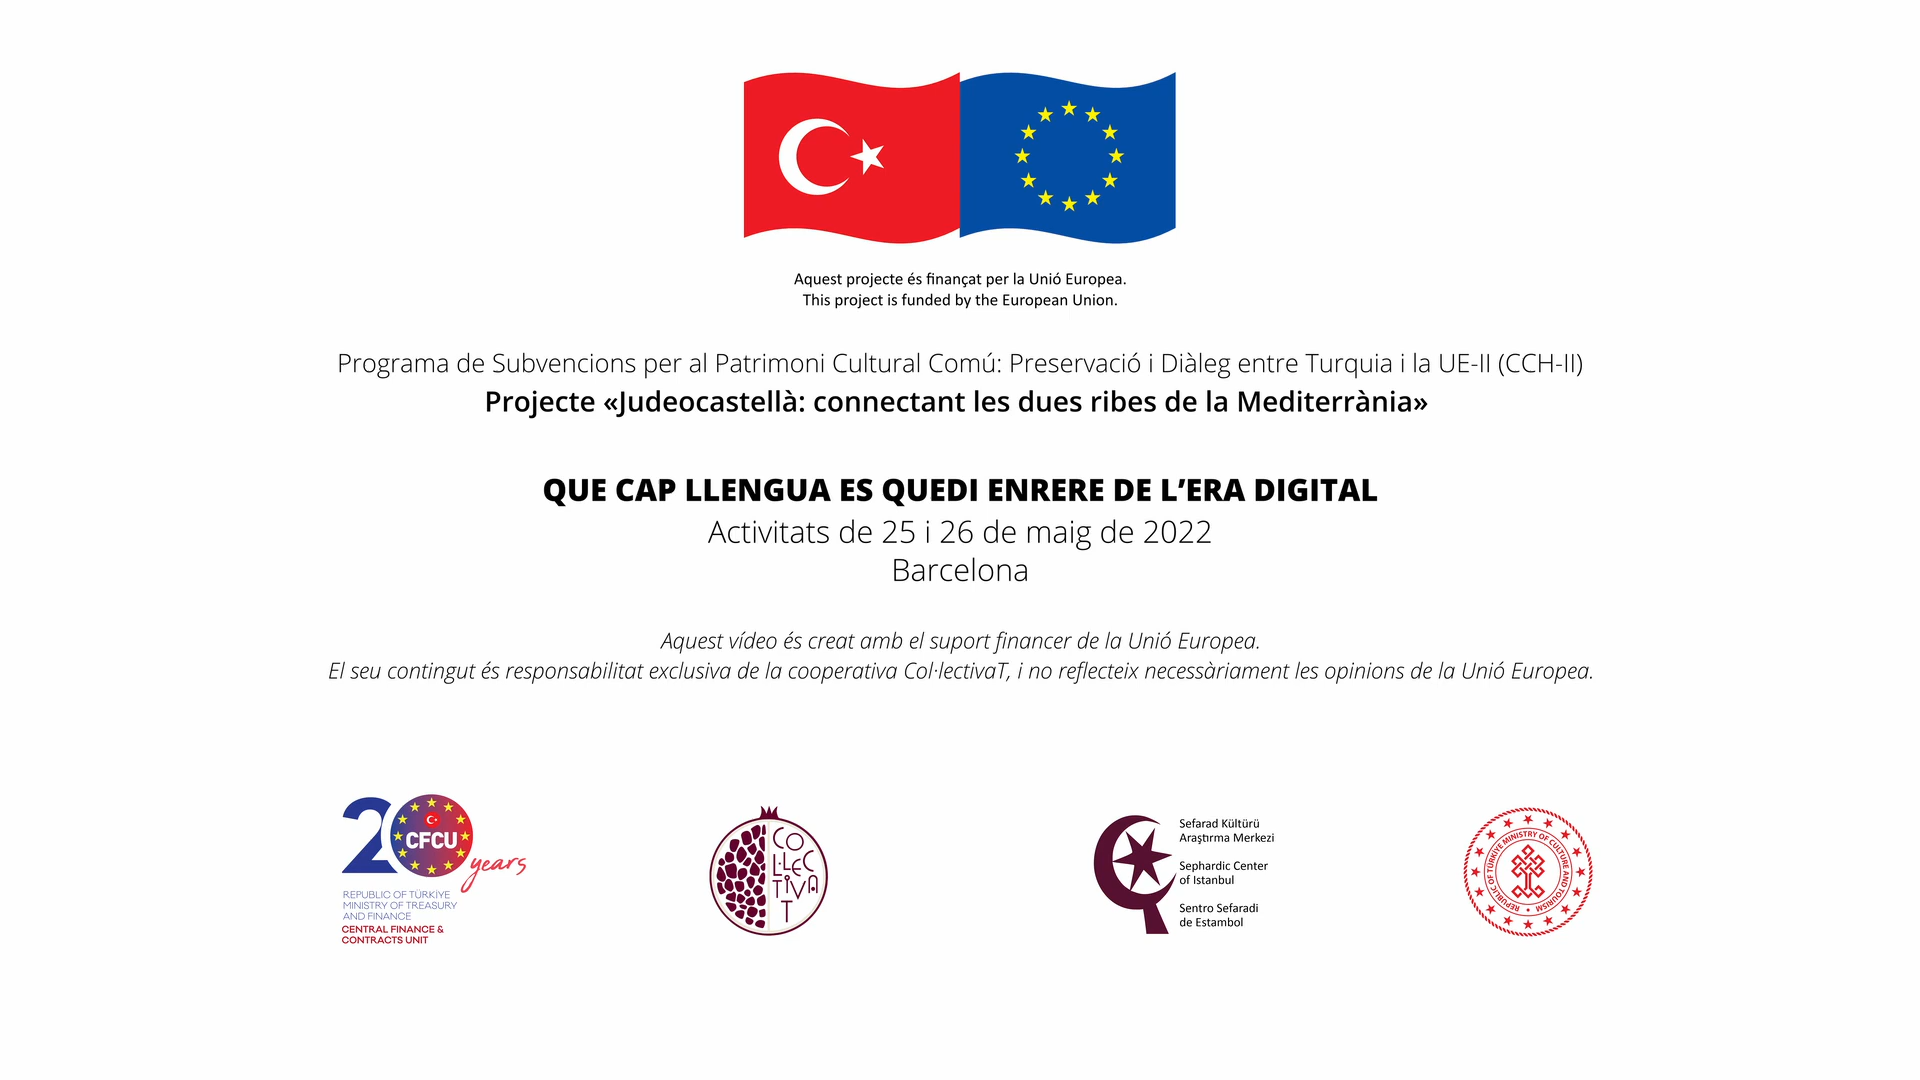 Aquest projecte és finançat per la Unió Europea.
This project is funded by the European Union.
Programa de Subvencions per al Patrimoni Cultural Comú: Preservació i Diàleg entre Turquia i la UE-II (CCH-II)
Projecte «Judeocastellà: connectant les dues ribes de la Mediterrània»
QUE CAP LLENGUA ES QUEDI ENRERE DE L’ERA DIGITAL
Activitats de 25 i 26 de maig de 2022
Barcelona
Aquest vídeo és creat amb el suport financer de la Unió Europea.
El seu contingut és responsabilitat exclusiva de la cooperativa Col·lectivaT, i no reflecteix necessàriament les opinions de la Unió Europea.
20 CFCU years
REPUBLIC OF TÜRKİYE
MINISTRY OF TREASURY
AND FINANCE
CENTRAL FINANCE &
CONTRACTS UNIT
CO
L·LEC
TIVA
T
Sefarad Kültürü
Araştırma Merkezi
Sephardic Center
of Istanbul
Sentro Sefaradi
de Estambol
REPUBLIC OF TÜRKİYE MINISTRY OF CULTURE AND TOURISM